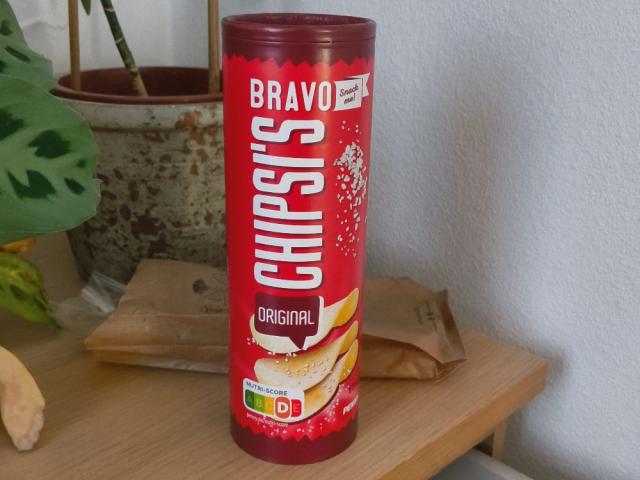 BRAVO
Snack
me!
CHIPSI'S
ORIGINAL
NUTRI-SCORE
A B C D E